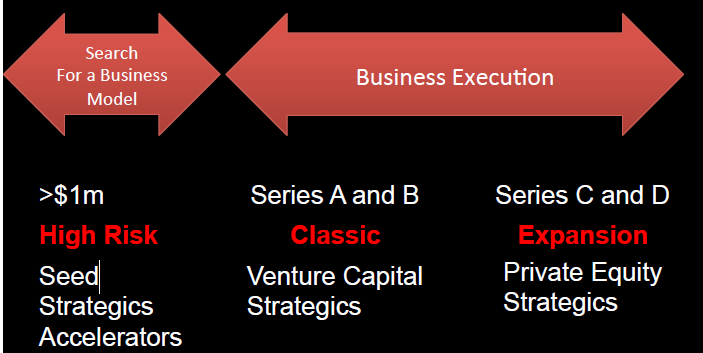 Search
For a Business
Model
Business Execution
>$1m
High Risk
Seed
Strategics
Accelerators
Series A and B
Classic
Venture Capital
Strategics
Series C and D
Expansion
Private Equity
Strategics